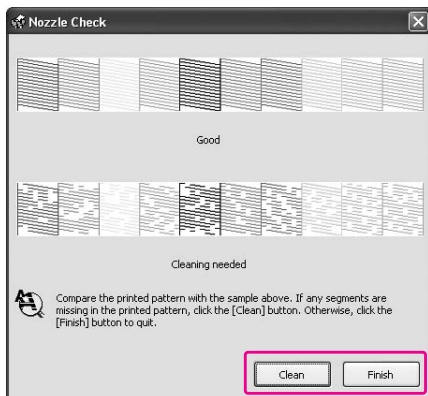 Nozzle Check
Good
Cleaning needed
Compare the printed pattern with the sample above. If any segments are
missing in the printed pattern, click the [Clean] button. Otherwise, click the
[Finish] button to quit.
Clean
Finish